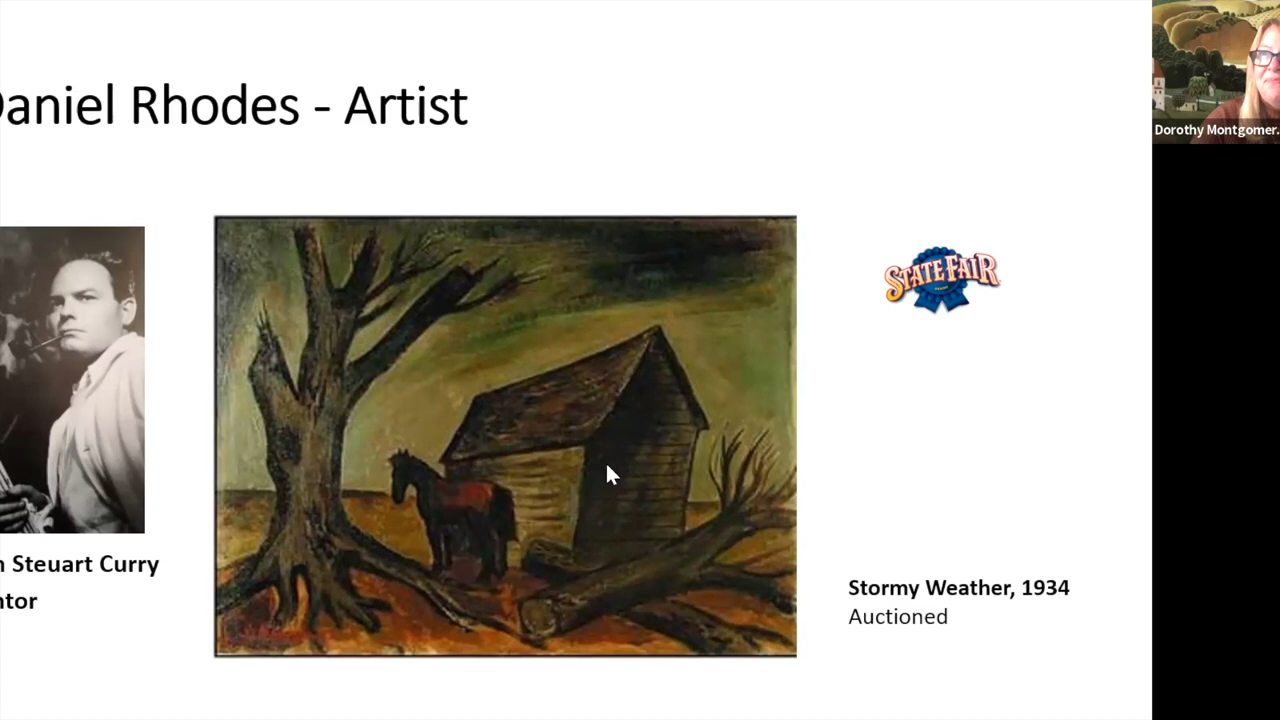 Daniel Rhodes - Artist
Dorothy Montgomer.
STATE FAIR
n Steuart Curry
ntor
Stormy Weather, 1934
Auctioned